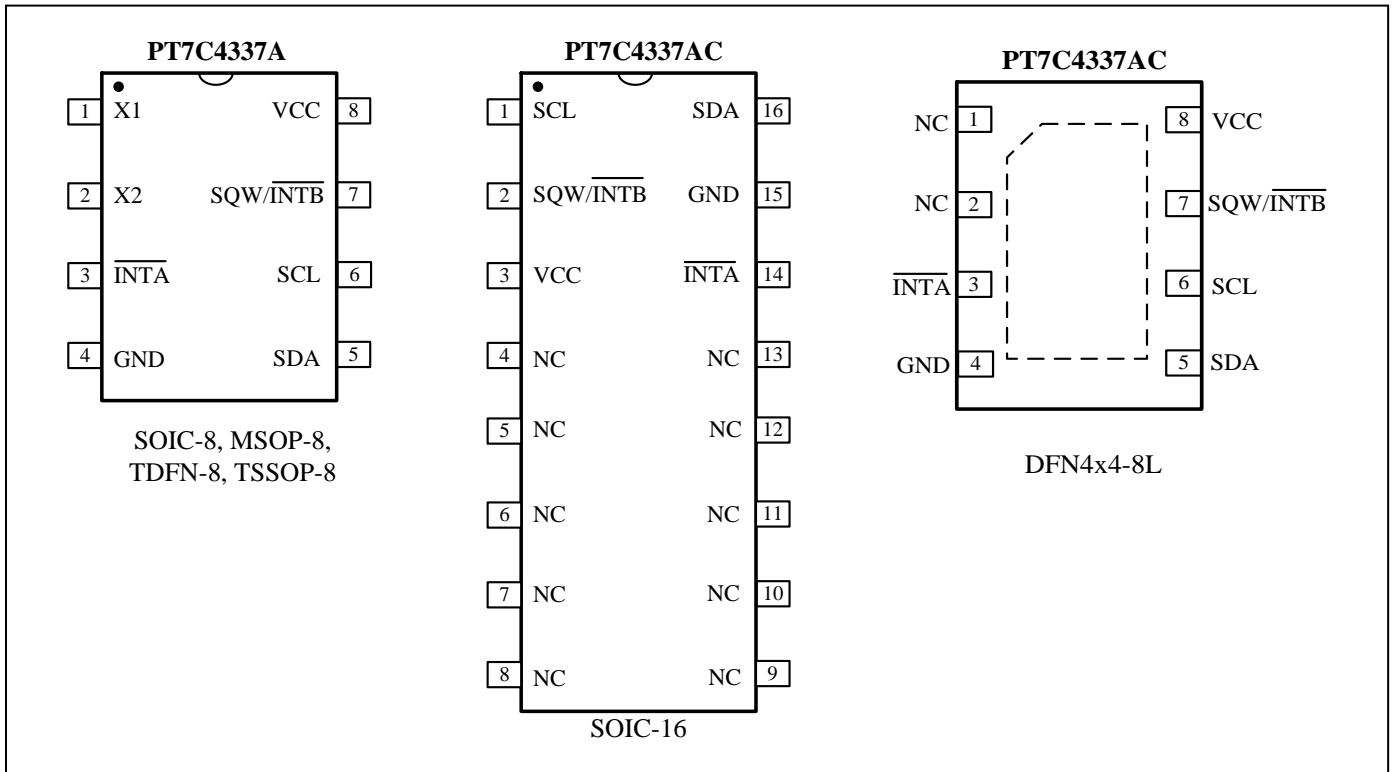 PT7C4337A
1 X1 VCC 8
2 X2 SQW/INTB 7
3 INTA SCL 6
4 GND SDA 5
SOIC-8, MSOP-8,
TDFN-8, TSSOP-8
PT7C4337AC
1 SCL SDA 16
2 SQW/INTB GND 15
3 VCC INTA 14
4 NC NC 13
5 NC NC 12
6 NC NC 11
7 NC NC 10
8 NC NC 9
SOIC-16
PT7C4337AC
NC 1 8 VCC
NC 2 7 SQW/INTB
INTA 3 6 SCL
GND 4 5 SDA
DFN4x4-8L